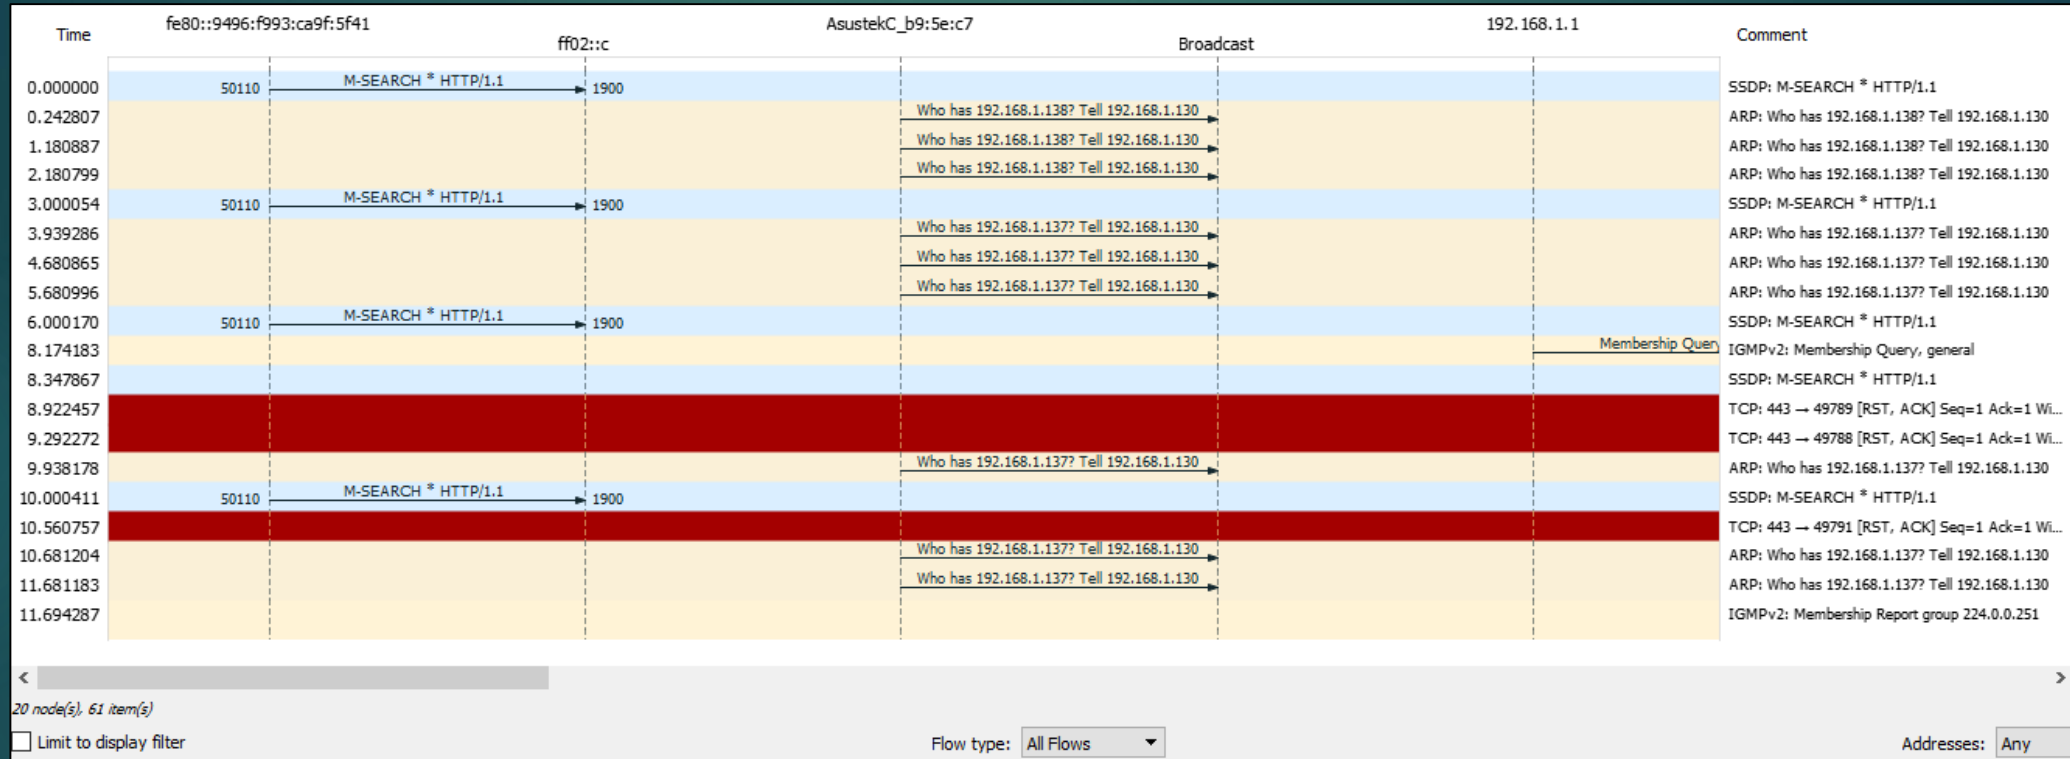 Time fe80::9496:f993:ca9f:5f41 ff02::c AsustekC_b9:5e:c7 Broadcast 192.168.1.1 Comment
0.000000 50110 M-SEARCH * HTTP/1.1 1900 SSDP: M-SEARCH * HTTP/1.1
0.242807 Who has 192.168.1.138? Tell 192.168.1.130 ARP: Who has 192.168.1.138? Tell 192.168.1.130
1.180887 Who has 192.168.1.138? Tell 192.168.1.130 ARP: Who has 192.168.1.138? Tell 192.168.1.130
2.180799 Who has 192.168.1.138? Tell 192.168.1.130 ARP: Who has 192.168.1.138? Tell 192.168.1.130
3.000054 50110 M-SEARCH * HTTP/1.1 1900 SSDP: M-SEARCH * HTTP/1.1
3.939286 Who has 192.168.1.137? Tell 192.168.1.130 ARP: Who has 192.168.1.137? Tell 192.168.1.130
4.680865 Who has 192.168.1.137? Tell 192.168.1.130 ARP: Who has 192.168.1.137? Tell 192.168.1.130
5.680996 Who has 192.168.1.137? Tell 192.168.1.130 ARP: Who has 192.168.1.137? Tell 192.168.1.130
6.000170 50110 M-SEARCH * HTTP/1.1 1900 SSDP: M-SEARCH * HTTP/1.1
8.174183 Membership Query IGMPv2: Membership Query, general
8.347867 SSDP: M-SEARCH * HTTP/1.1
8.922457 TCP: 443 → 49789 [RST, ACK] Seq=1 Ack=1 Wi...
9.292272 TCP: 443 → 49788 [RST, ACK] Seq=1 Ack=1 Wi...
9.938178 Who has 192.168.1.137? Tell 192.168.1.130 ARP: Who has 192.168.1.137? Tell 192.168.1.130
10.000411 50110 M-SEARCH * HTTP/1.1 1900 SSDP: M-SEARCH * HTTP/1.1
10.560757 TCP: 443 → 49791 [RST, ACK] Seq=1 Ack=1 Wi...
10.681204 Who has 192.168.1.137? Tell 192.168.1.130 ARP: Who has 192.168.1.137? Tell 192.168.1.130
11.681183 Who has 192.168.1.137? Tell 192.168.1.130 ARP: Who has 192.168.1.137? Tell 192.168.1.130
11.694287 IGMPv2: Membership Report group 224.0.0.251
20 node(s), 61 item(s)
Limit to display filter Flow type: All Flows Addresses: Any